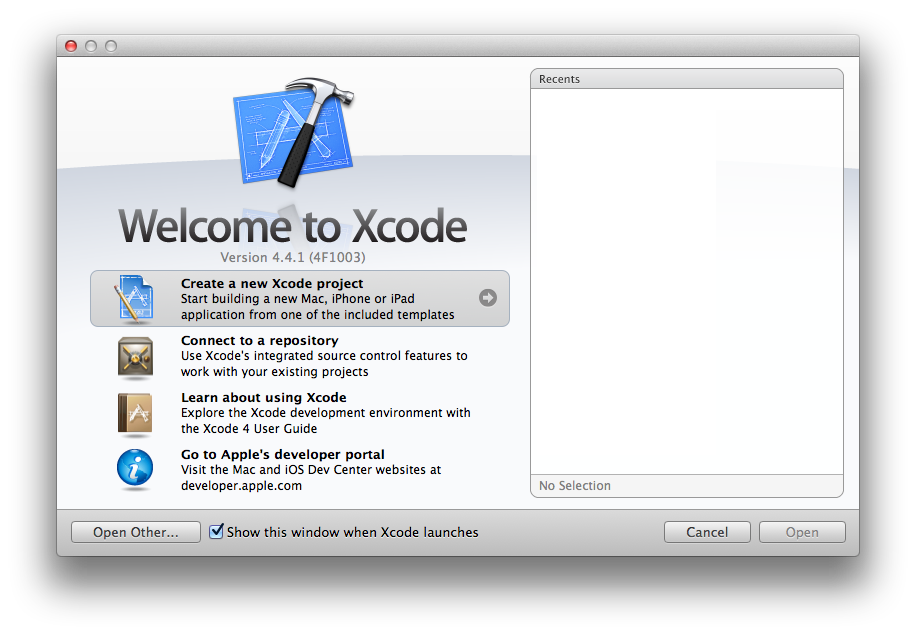 Recents
Welcome to Xcode
Version 4.4.1 (4F1003)
Create a new Xcode project
Start building a new Mac, iPhone or iPad
application from one of the included templates
Connect to a repository
Use Xcode's integrated source control features to
work with your existing projects
Learn about using Xcode
Explore the Xcode development environment with
the Xcode 4 User Guide
Go to Apple's developer portal
Visit the Mac and iOS Dev Center websites at
developer.apple.com
No Selection
Open Other...
Show this window when Xcode launches
Cancel
Open